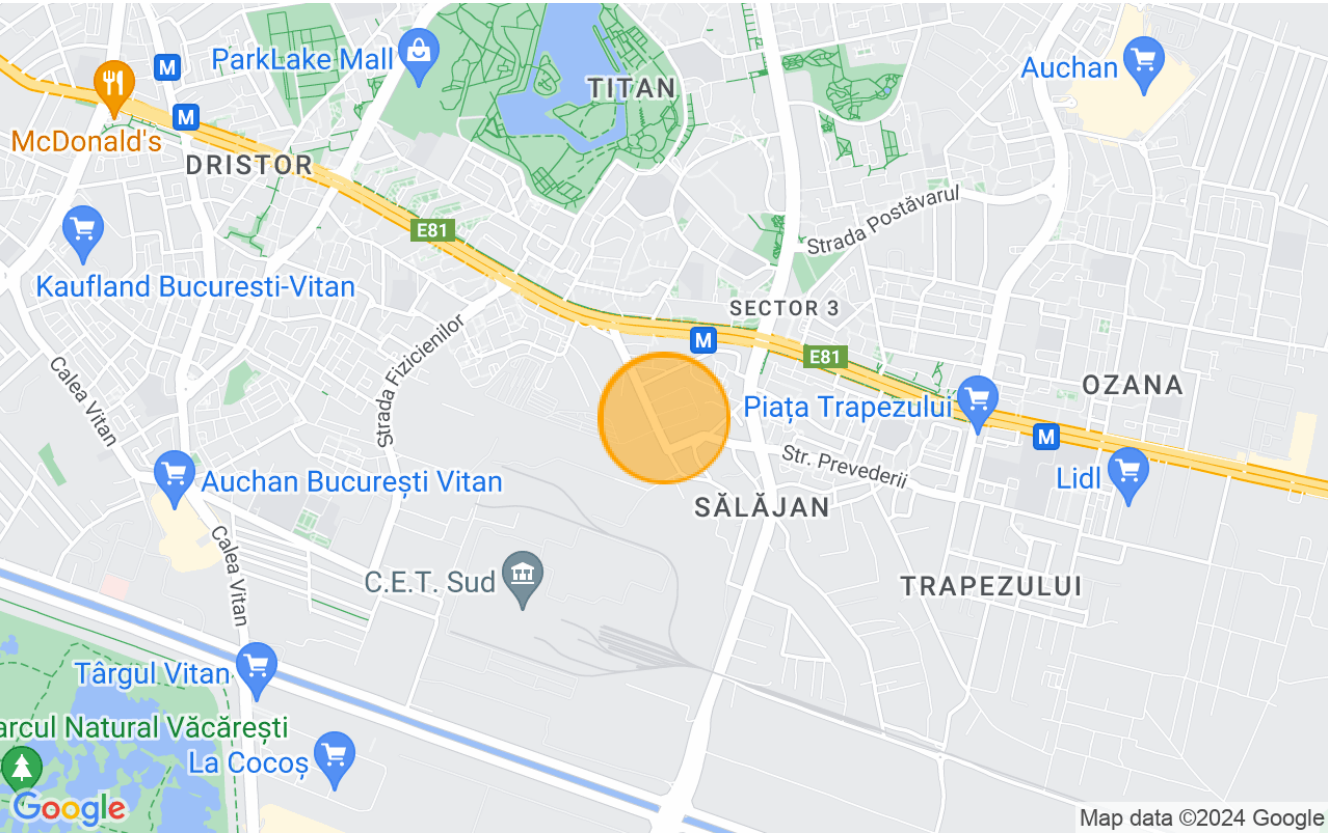 ParkLake Mall
M
TITAN
Auchan
M
McDonald's
DRISTOR
Strada Postăvarul
E81
Kaufland Bucuresti-Vitan
SECTOR 3
M
E81
Strada Fizicienilor
Calea Vitan
OZANA
Piața Trapezului
M
Str. Prevederii
Lidl
Auchan București Vitan
SĂLĂJAN
Calea Vitan
C.E.T. Sud
TRAPEZULUI
Târgul Vitan
arcul Natural Văcărești
La Cocoș
Google
Map data ©2024 Google